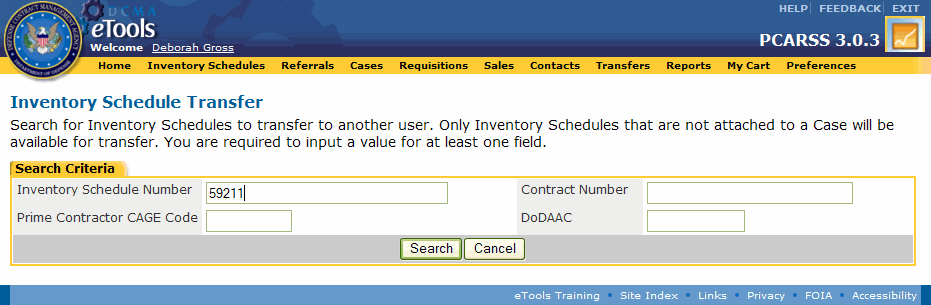 HELP FEEDBACK EXIT
DCMA
eTools
Welcome Deborah Gross
PCARSS 3.0.3
Home Inventory Schedules Referrals Cases Requisitions Sales Contacts Transfers Reports My Cart Preferences
Inventory Schedule Transfer
Search for Inventory Schedules to transfer to another user. Only Inventory Schedules that are not attached to a Case will be
available for transfer. You are required to input a value for at least one field.
Search Criteria
Inventory Schedule Number 59211 Contract Number
Prime Contractor CAGE Code DoDAAC
Search Cancel
eTools Training • Site Index • Links • Privacy • FOIA • Accessibility